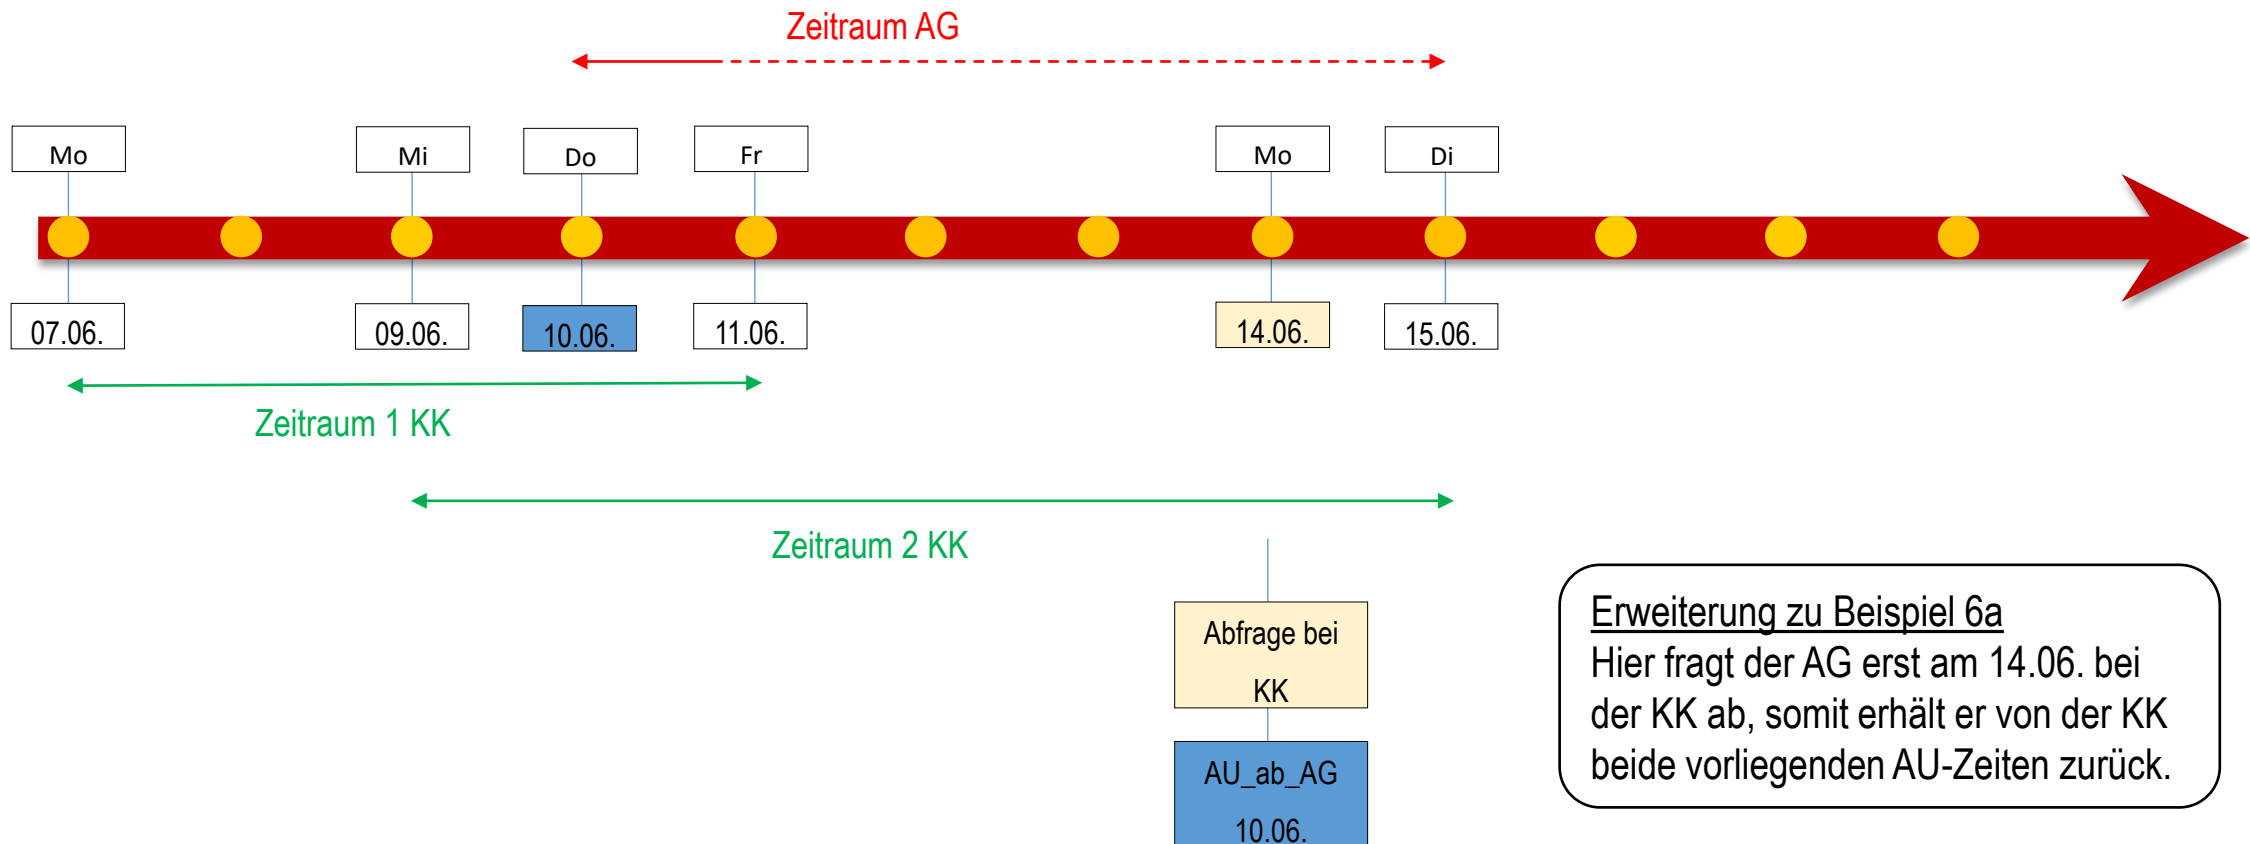 Zeitraum AG
Mo
Mi
Do
Fr
Mo
Di
07.06.
09.06.
10.06.
11.06.
14.06.
15.06.
Zeitraum 1 KK
Zeitraum 2 KK
Abfrage bei
KK
AU_ab_AG
10.06.
Erweiterung zu Beispiel 6a
Hier fragt der AG erst am 14.06. bei
der KK ab, somit erhält er von der KK
beide vorliegenden AU-Zeiten zurück.